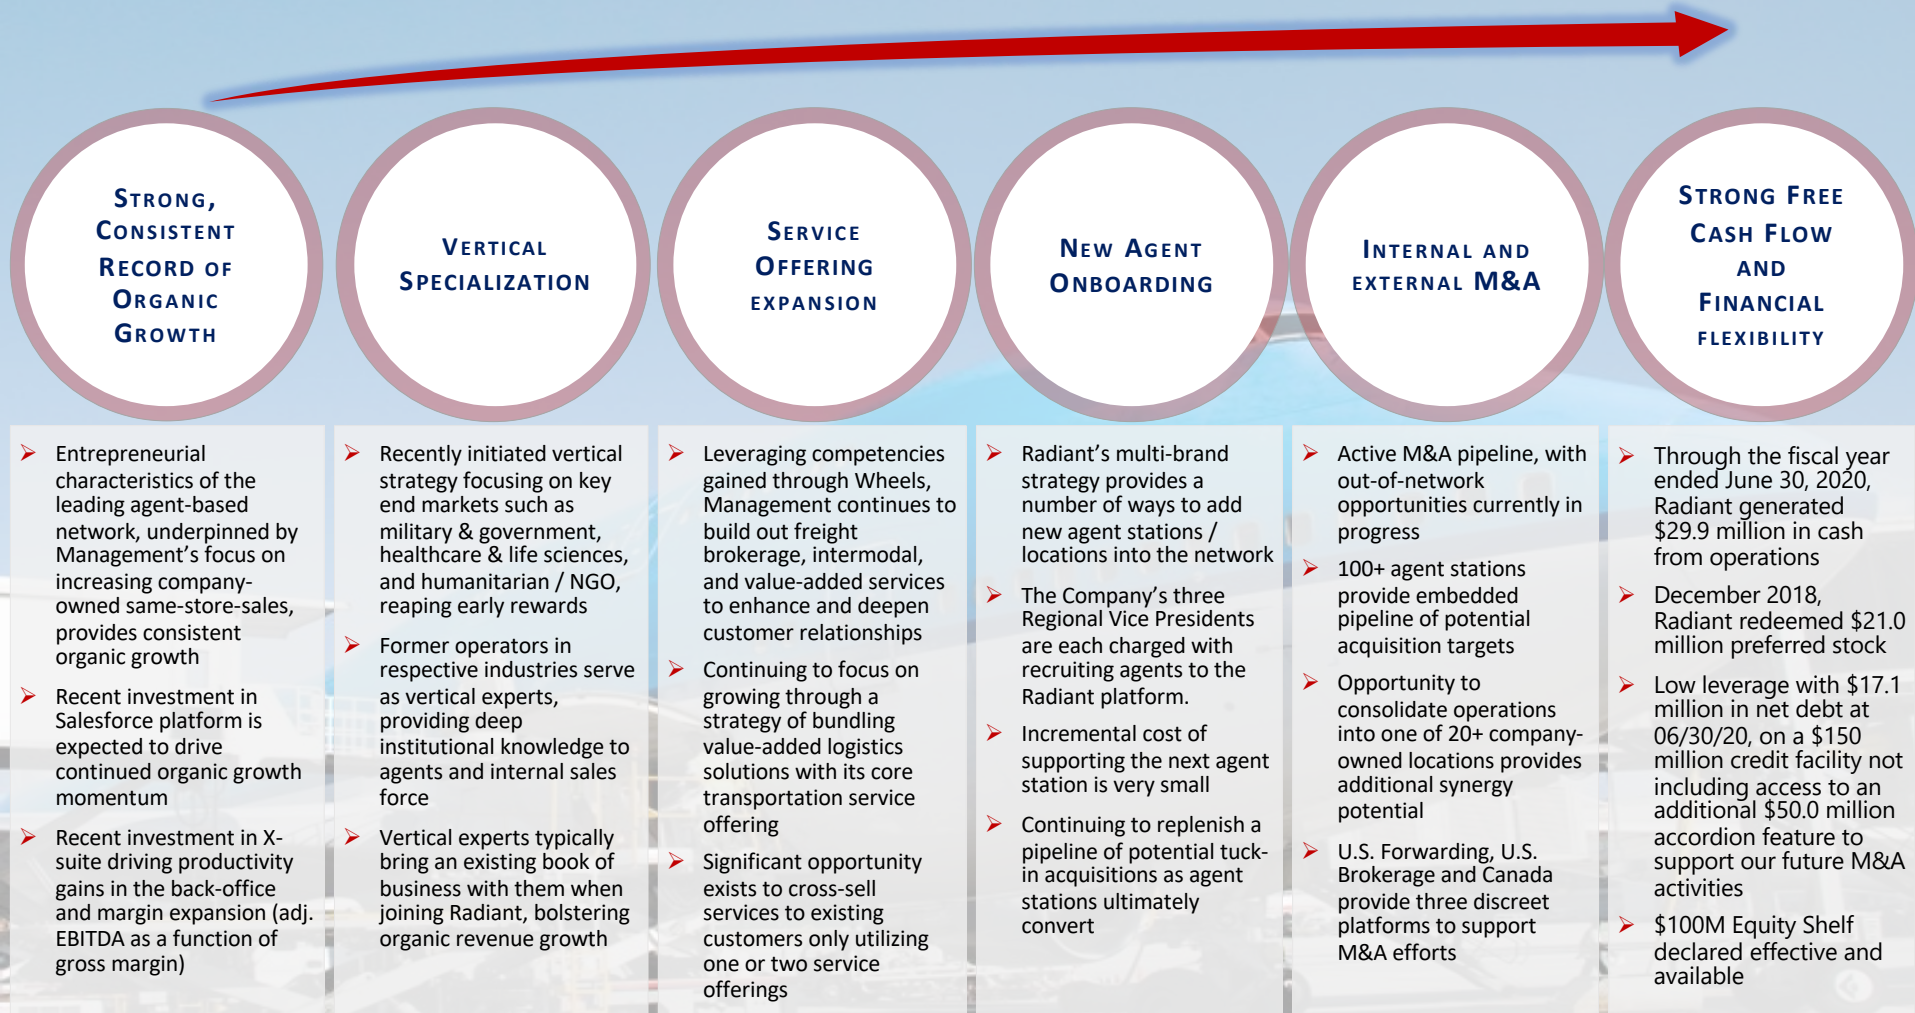 STRONG,
CONSISTENT
RECORD OF
ORGANIC
GROWTH
VERTICAL
SPECIALIZATION
SERVICE
OFFERING
EXPANSION
NEW AGENT
ONBOARDING
INTERNAL AND
EXTERNAL M&A
STRONG FREE
CASH FLOW
AND
FINANCIAL
FLEXIBILITY
➢ Entrepreneurial
characteristics of the
leading agent-based
network, underpinned by
Management’s focus on
increasing company-
owned same-store-sales,
provides consistent
organic growth
➢ Recent investment in
Salesforce platform is
expected to drive
continued organic growth
momentum
➢ Recent investment in X-
suite driving productivity
gains in the back-office
and margin expansion (adj.
EBITDA as a function of
gross margin)
➢ Recently initiated vertical
strategy focusing on key
end markets such as
military & government,
healthcare & life sciences,
and humanitarian / NGO,
reaping early rewards
➢ Former operators in
respective industries serve
as vertical experts,
providing deep
institutional knowledge to
agents and internal sales
force
➢ Vertical experts typically
bring an existing book of
business with them when
joining Radiant, bolstering
organic revenue growth
➢ Leveraging competencies
gained through Wheels,
Management continues to
build out freight
brokerage, intermodal,
and value-added services
to enhance and deepen
customer relationships
➢ Continuing to focus on
growing through a
strategy of bundling
value-added logistics
solutions with its core
transportation service
offering
➢ Significant opportunity
exists to cross-sell
services to existing
customers only utilizing
one or two service
offerings
➢ Radiant’s multi-brand
strategy provides a
number of ways to add
new agent stations /
locations into the network
➢ The Company’s three
Regional Vice Presidents
are each charged with
recruiting agents to the
Radiant platform.
➢ Incremental cost of
supporting the next agent
station is very small
➢ Continuing to replenish a
pipeline of potential tuck-
in acquisitions as agent
stations ultimately
convert
➢ Active M&A pipeline, with
out-of-network
opportunities currently in
progress
➢ 100+ agent stations
provide embedded
pipeline of potential
acquisition targets
➢ Opportunity to
consolidate operations
into one of 20+ company-
owned locations provides
additional synergy
potential
➢ U.S. Forwarding, U.S.
Brokerage and Canada
provide three discreet
platforms to support
M&A efforts
➢ Through the fiscal year
ended June 30, 2020,
Radiant generated
$29.9 million in cash
from operations
➢ December 2018,
Radiant redeemed $21.0
million preferred stock
➢ Low leverage with $17.1
million in net debt at
06/30/20, on a $150
million credit facility not
including access to an
additional $50.0 million
accordion feature to
support our future M&A
activities
➢ $100M Equity Shelf
declared effective and
available